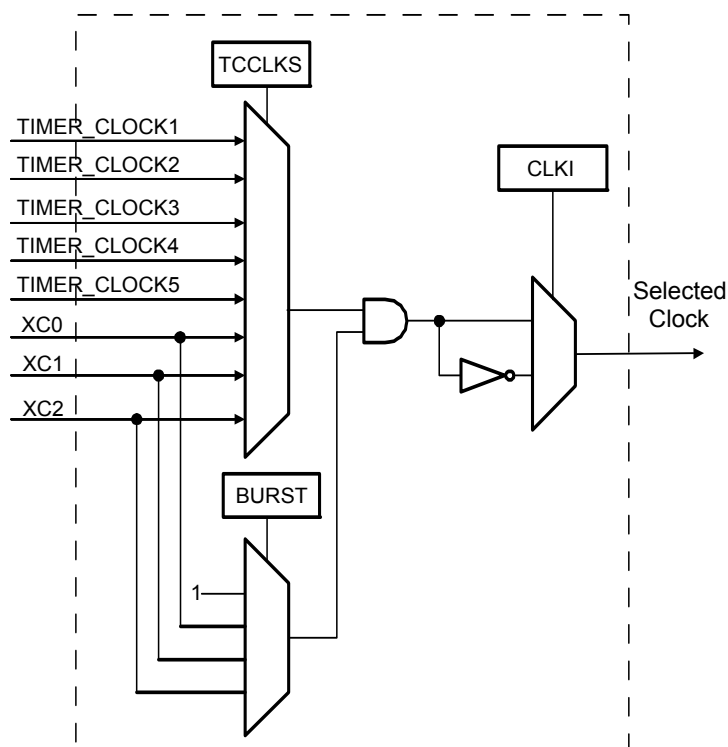 TCCLKS
TIMER_CLOCK1
TIMER_CLOCK2
TIMER_CLOCK3
TIMER_CLOCK4
TIMER_CLOCK5
XC0
XC1
XC2
CLKI
Selected
Clock
BURST
1